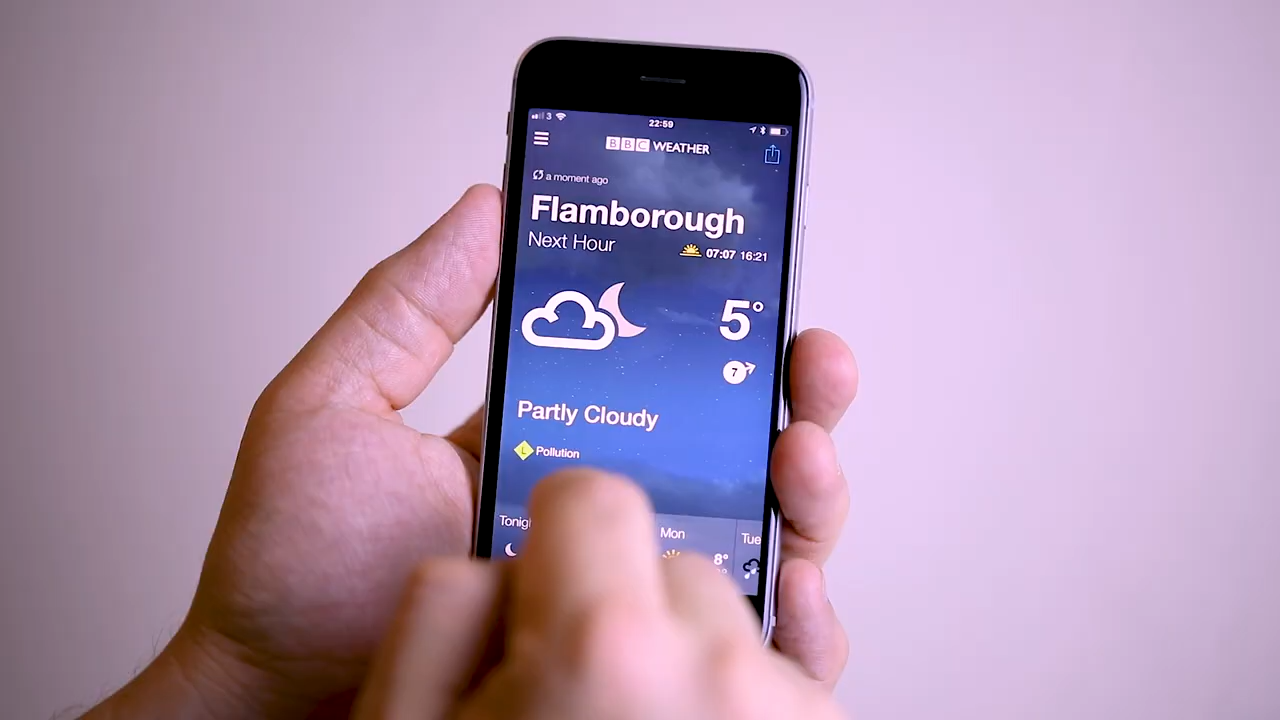 3
22:59
BBC WEATHER
a moment ago
Flamborough
Next Hour
07:07 16:21
5°
7
Partly Cloudy
L Pollution
Mon
Tue
8°